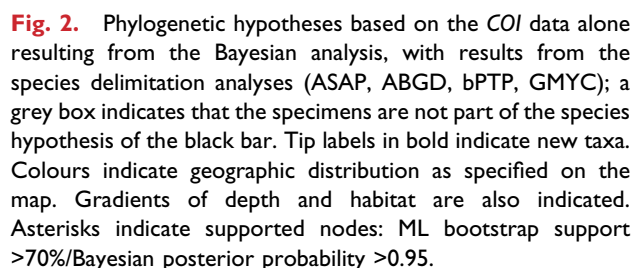 Fig. 2. Phylogenetic hypotheses based on the COI data alone
resulting from the Bayesian analysis, with results from the
species delimitation analyses (ASAP, ABGD, bPTP, GMYC); a
grey box indicates that the specimens are not part of the species
hypothesis of the black bar. Tip labels in bold indicate new taxa.
Colours indicate geographic distribution as specified on the
map. Gradients of depth and habitat are also indicated.
Asterisks indicate supported nodes: ML bootstrap support
>70%/Bayesian posterior probability >0.95.